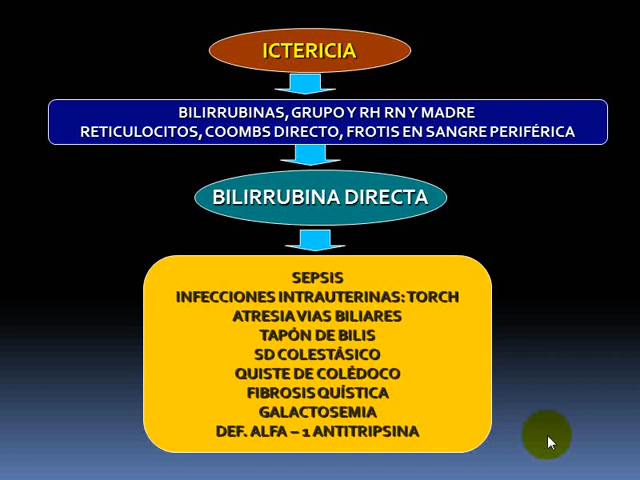 ICTERICIA
BILIRRUBINAS, GRUPO Y RH RN Y MADRE
RETICULOCITOS, COOMBS DIRECTO, FROTIS EN SANGRE PERIFÉRICA
BILIRRUBINA DIRECTA
SEPSIS
INFECCIONES INTRAUTERINAS: TORCH
ATRESIA VIAS BILIARES
TAPÓN DE BILIS
SD COLESTÁSICO
QUISTE DE COLÉDOCO
FIBROSIS QUÍSTICA
GALACTOSEMIA
DEF. ALFA – 1 ANTITRIPSINA